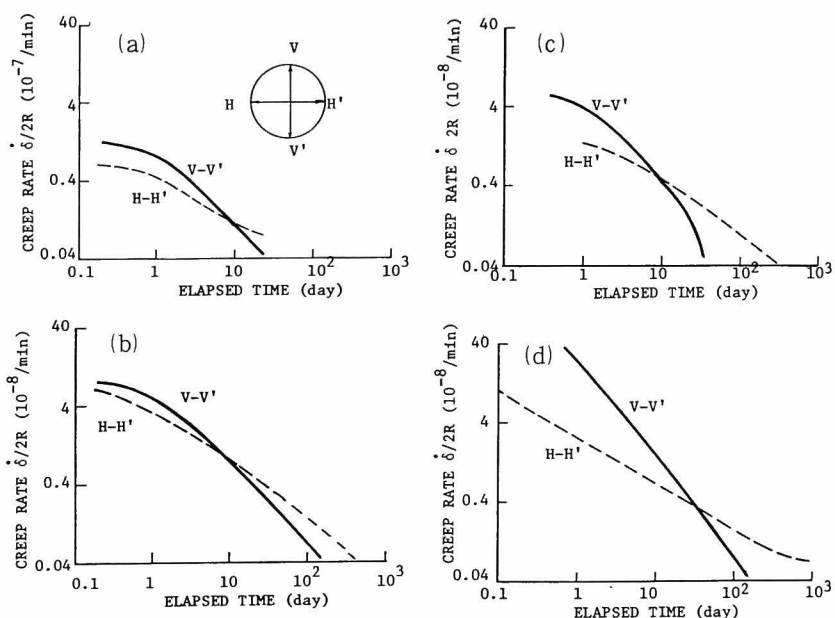 (a)
CREEP RATE δ̇/2R (10⁻⁷/min)
40
4
0.4
0.04
V
H H'
V'
V-V'
H-H'
0.1 1 10 10² 10³
ELAPSED TIME (day)
(c)
CREEP RATE δ̇ 2R (10⁻⁸/min)
40
4
0.4
0.04
V-V'
H-H'
0.1 1 10 10² 10³
ELAPSED TIME (day)
(b)
CREEP RATE δ̇/2R (10⁻⁸/min)
40
4
0.4
0.04
V-V'
H-H'
0.1 1 10 10² 10³
ELAPSED TIME (day)
(d)
CREEP RATE δ̇/2R (10⁻⁸/min)
40
4
0.4
0.04
V-V'
H-H'
0.1 1 10 10² 10³
ELAPSED TIME (day)